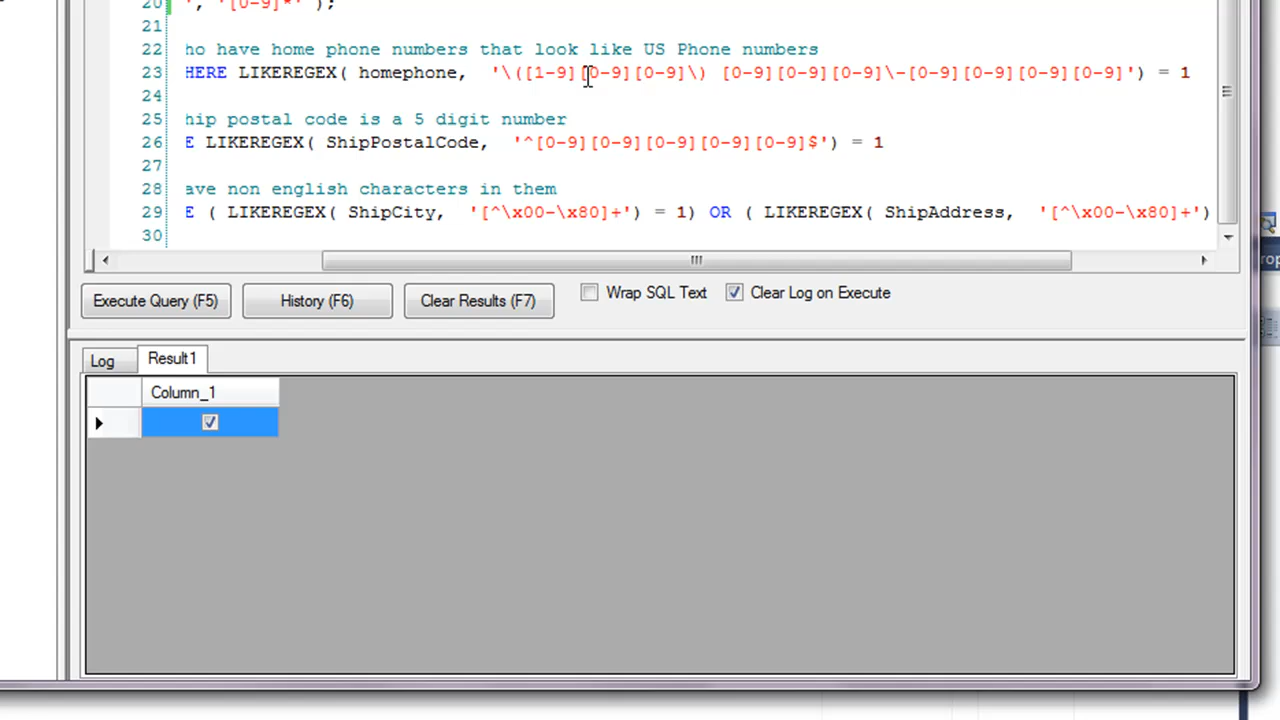 20 ', '[0-9]*' );
21
22 ho have home phone numbers that look like US Phone numbers
23 HERE LIKEREGEX( homephone, '\([1-9][0-9][0-9]\) [0-9][0-9][0-9]\-[0-9][0-9][0-9][0-9]') = 1
24
25 hip postal code is a 5 digit number
26 E LIKEREGEX( ShipPostalCode, '^[0-9][0-9][0-9][0-9][0-9]$') = 1
27
28 ave non english characters in them
29 E ( LIKEREGEX( ShipCity, '[^\x00-\x80]+') = 1) OR ( LIKEREGEX( ShipAddress, '[^\x00-\x80]+')
30
Execute Query (F5) History (F6) Clear Results (F7) Wrap SQL Text Clear Log on Execute
Log Result1
Column_1